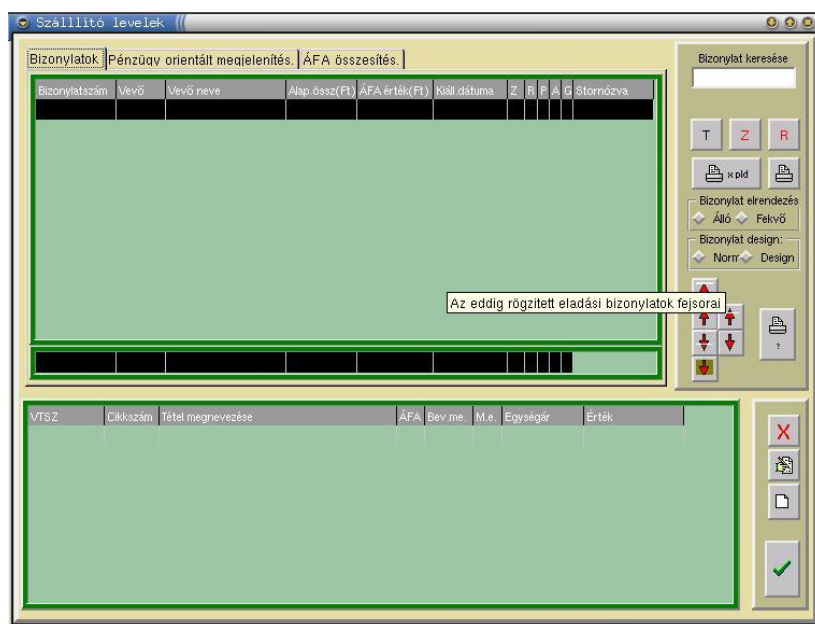 Szálllító levelek
Bizonylatok Pénzügy orientált megjelenítés. ÁFA összesítés.
Bizonylatszám Vevő Vevő neve Alap.össz(Ft) ÁFA érték(Ft) Kiáll.dátuma Z R P A G Stornózva
Bizonylat keresése
T Z R
x pld
Bizonylat elrendezés
Álló Fekvő
Bizonylat design:
Norm Design
Az eddig rögzitett eladási bizonylatok fejsorai
?
VTSZ Cikkszám Tétel megnevezése ÁFA Bev.me. M.e. Egységár Érték
X